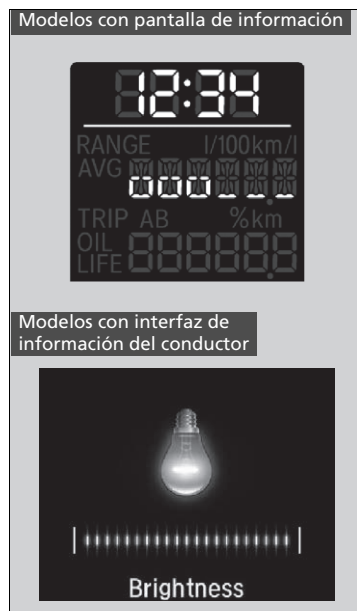 Modelos con pantalla de información
12:34
RANGE l/100km/l
AVG
TRIP AB %km
OIL
LIFE
Modelos con interfaz de
información del conductor
Brightness